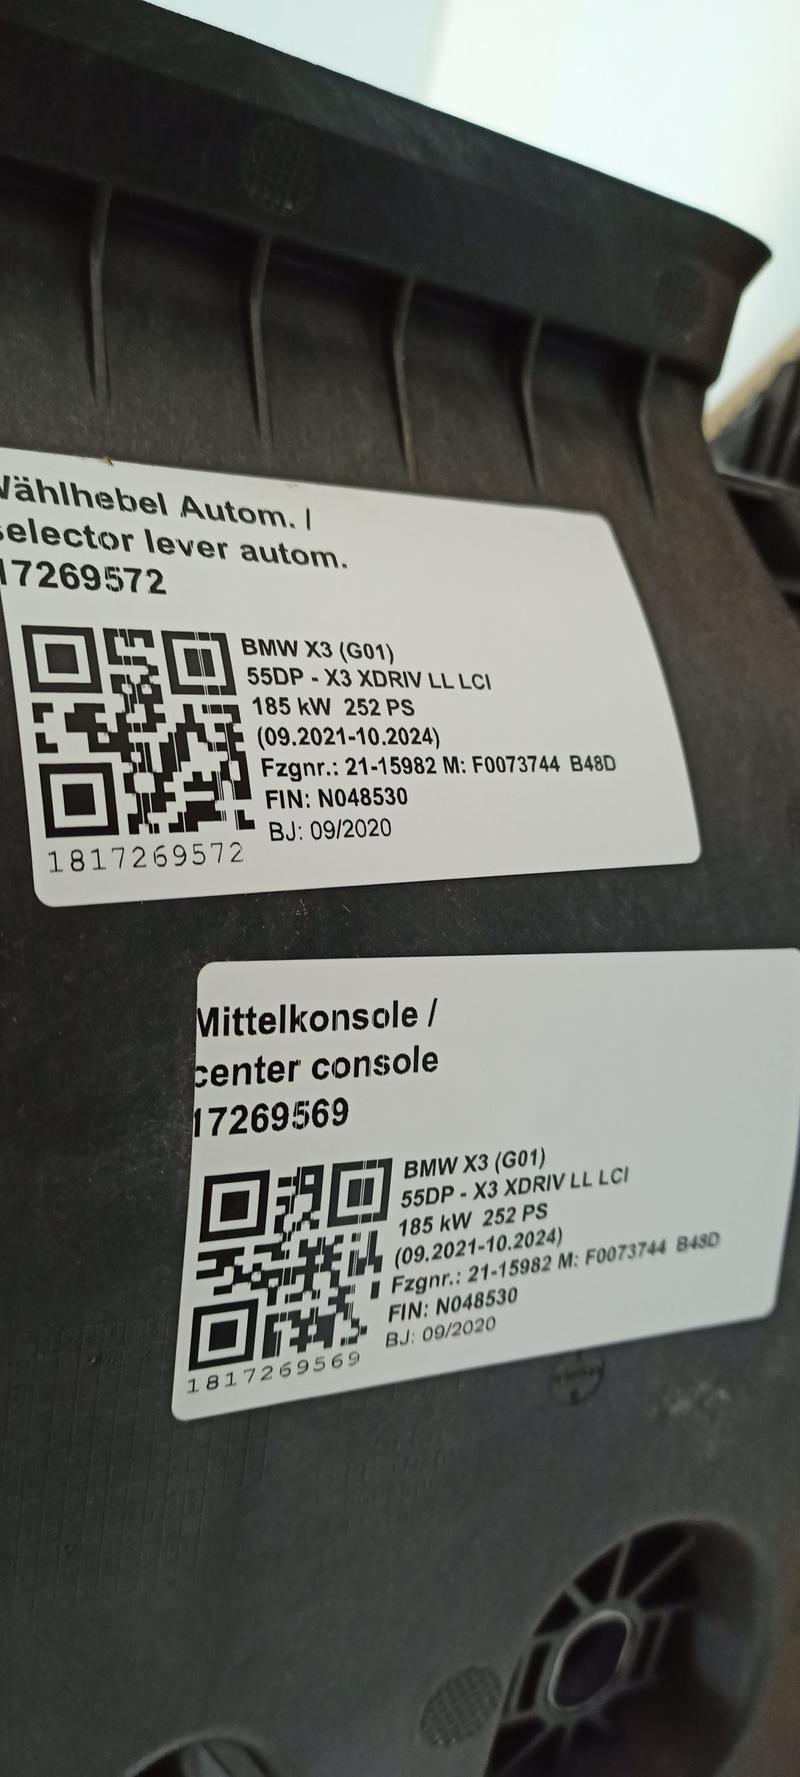 Wählhebel Autom. /
selector lever autom.
17269572
BMW X3 (G01)
55DP - X3 XDRIV LL LCI
185 kW 252 PS
(09.2021-10.2024)
Fzgnr.: 21-15982 M: F0073744 B48D
FIN: N048530
BJ: 09/2020
1817269572
Mittelkonsole /
center console
17269569
BMW X3 (G01)
55DP - X3 XDRIV LL LCI
185 kW 252 PS
(09.2021-10.2024)
Fzgnr.: 21-15982 M: F0073744 B48D
FIN: N048530
BJ: 09/2020
1817269569